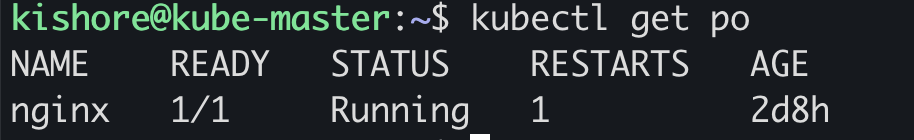 kishore@kube-master:~$ kubectl get po
NAME READY STATUS RESTARTS AGE
nginx 1/1 Running 1 2d8h